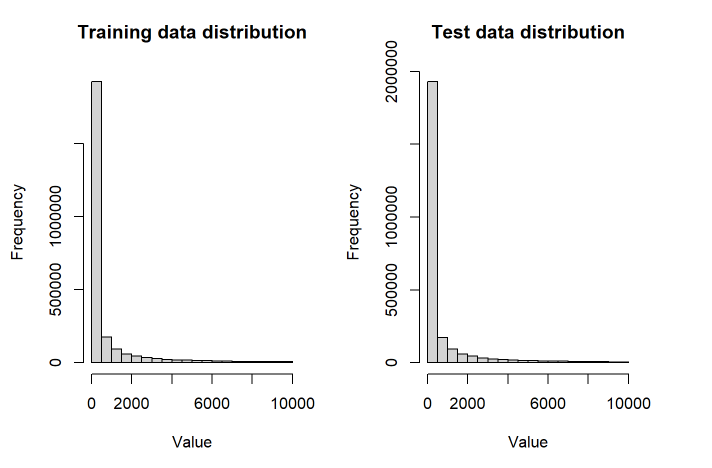 Training data distribution
Frequency
0
500000
1000000
0
2000
6000
10000
Value
Test data distribution
Frequency
0
500000
1000000
2000000
0
2000
6000
10000
Value